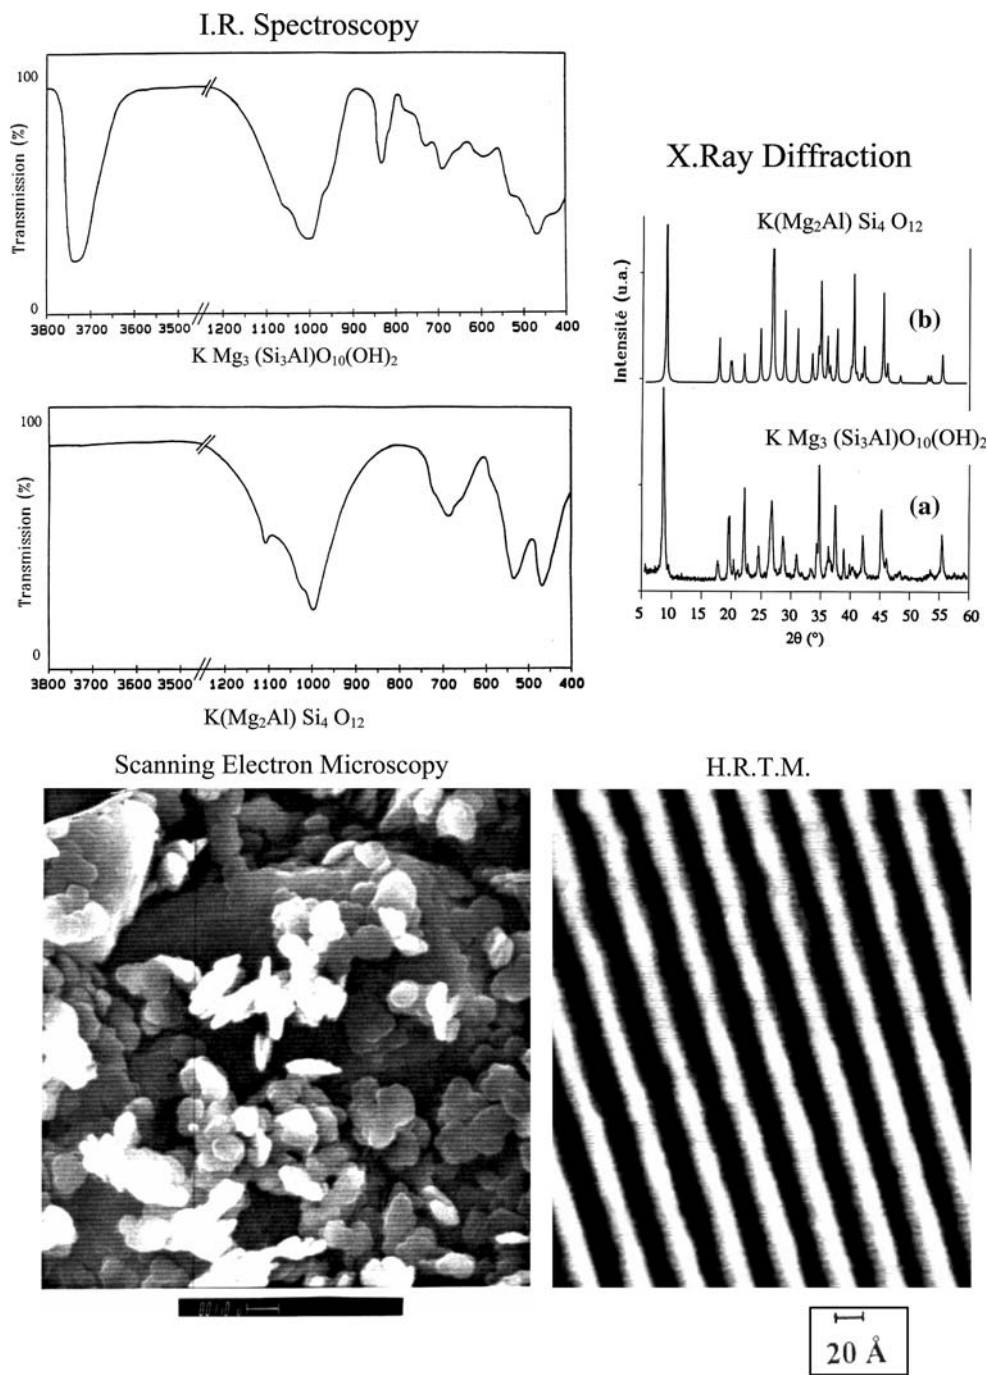 I.R. Spectroscopy
100
Transmission (%)
0
3800 3700 3500 1200 1000 900 800 700 600 500 400
K Mg₃ (Si₃Al)O₁₀(OH)₂
100
Transmission (%)
0
3800 3700 3600 3500 1200 1100 1000 900 800 700 600 500 400
K(Mg₂Al) Si₄ O₁₂
X.Ray Diffraction
K(Mg₂Al) Si₄ O₁₂
Intensité (u.a.)
(b)
K Mg₃ (Si₃Al)O₁₀(OH)₂
(a)
5 10 15 20 25 30 35 40 45 50 55 60
2θ (°)
Scanning Electron Microscopy
H.R.T.M.
20 Å